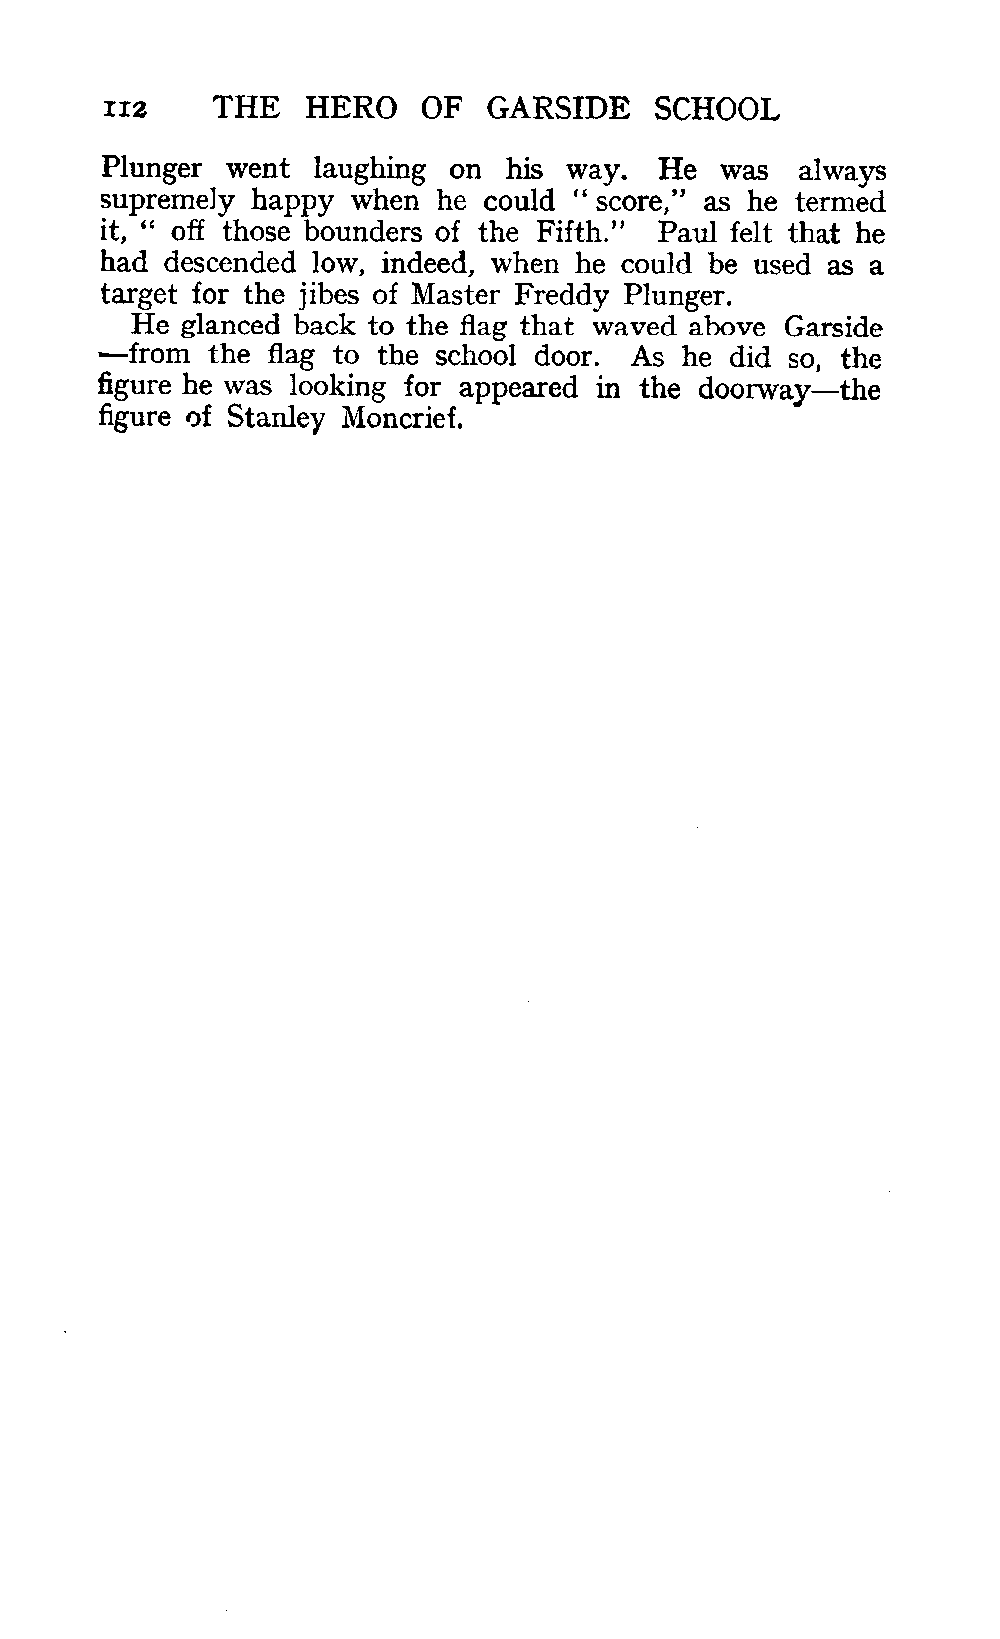 112 THE HERO OF GARSIDE SCHOOL
Plunger went laughing on his way. He was always
supremely happy when he could "score," as he termed
it, "off those bounders of the Fifth." Paul felt that he
had descended low, indeed, when he could be used as a
target for the jibes of Master Freddy Plunger.
He glanced back to the flag that waved above Garside
—from the flag to the school door. As he did so, the
figure he was looking for appeared in the doorway—the
figure of Stanley Moncrief.